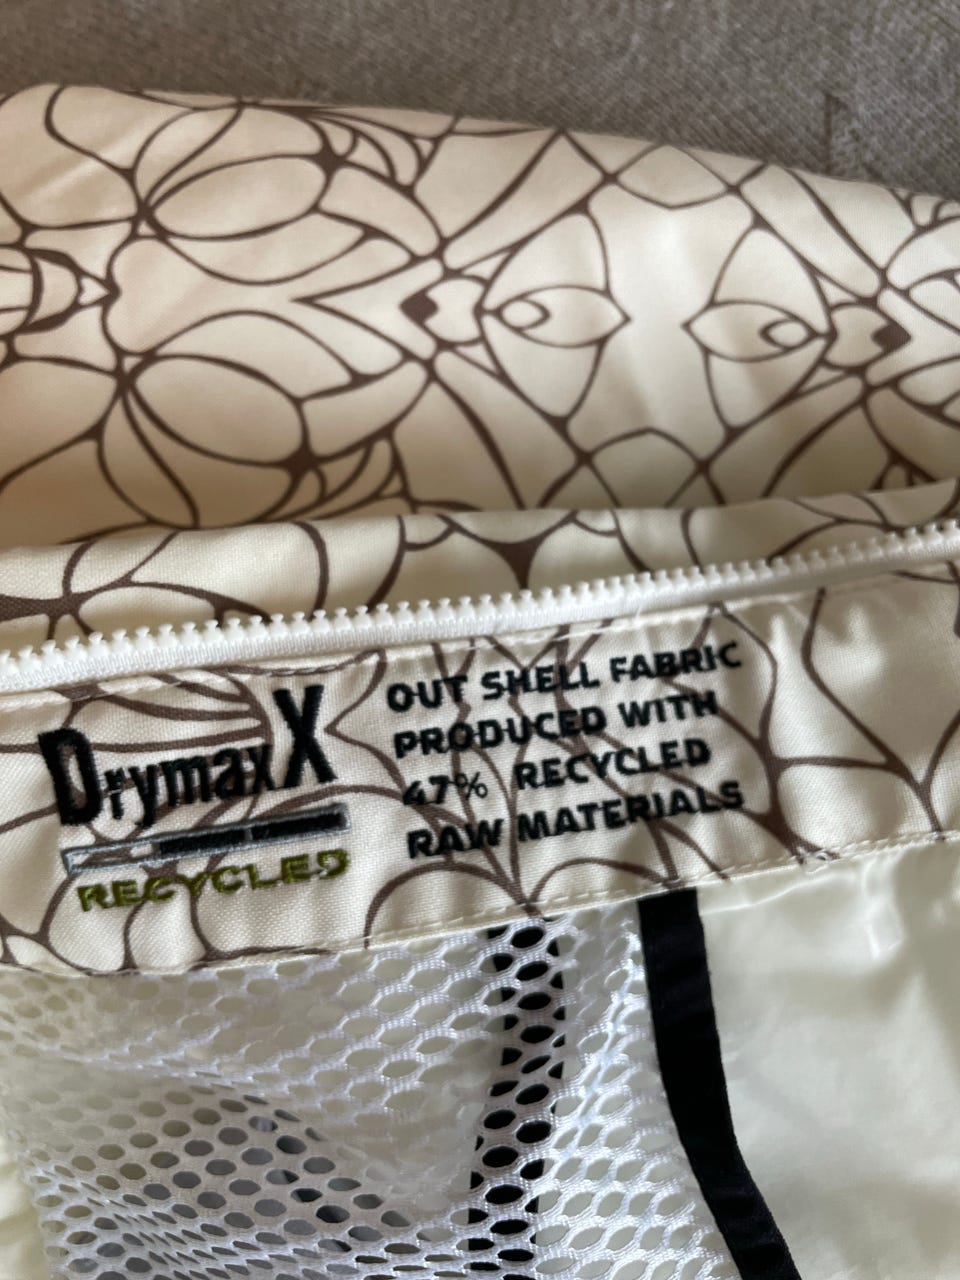 DrymaxX
RECYCLED
OUT SHELL FABRIC
PRODUCED WITH
47% RECYCLED
RAW MATERIALS